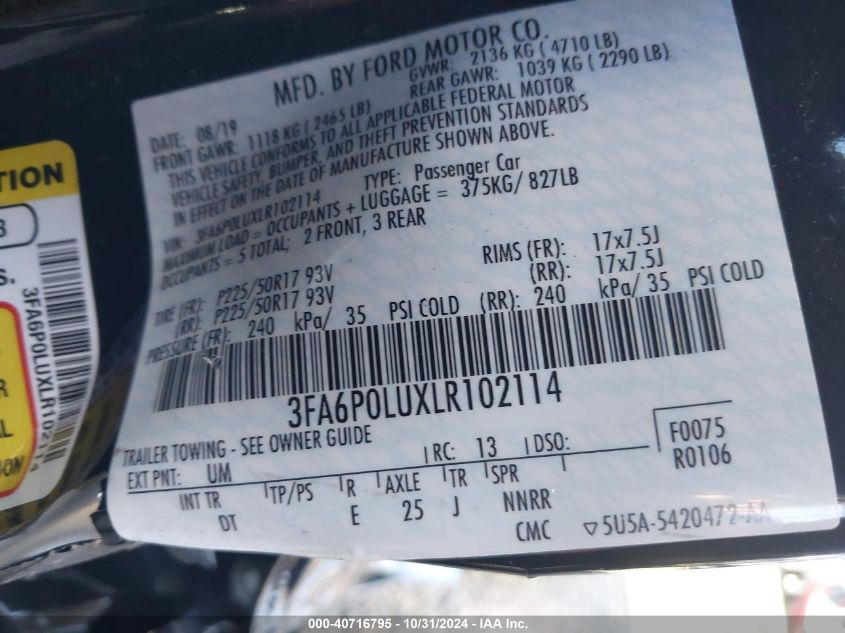 MFD. BY FORD MOTOR CO.
DATE: 08/19 GVWR: 2136 KG ( 4710 LB)
FRONT GAWR: 1118 KG ( 2465 LB) REAR GAWR: 1039 KG ( 2290 LB)
THIS VEHICLE CONFORMS TO ALL APPLICABLE FEDERAL MOTOR
VEHICLE SAFETY, BUMPER, AND THEFT PREVENTION STANDARDS
IN EFFECT ON THE DATE OF MANUFACTURE SHOWN ABOVE.
VIN: 3FA6P0LUXLR102114 TYPE: Passenger Car
MAXIMUM LOAD = OCCUPANTS + LUGGAGE = 375KG/ 827LB
OCCUPANTS = 5 TOTAL; 2 FRONT, 3 REAR
TIRE (FR): P225/50R17 93V RIMS (FR): 17x7.5J
(RR): P225/50R17 93V (RR): 17x7.5J
PRESSURE (FR): 240 kPa/ 35 PSI COLD (RR): 240 kPa/ 35 PSI COLD
3FA6P0LUXLR102114
TRAILER TOWING - SEE OWNER GUIDE
EXT PNT: UM RC: 13 DSO: F0075
R0106
INT TR TP/PS R AXLE TR SPR
DT E 25 J NNRR
CMC
5U5A-5420472-AA
TION
3
S.
3FA6P0LUXLR102114
R
AL
ON
000-40716795 - 10/31/2024 - IAA Inc.